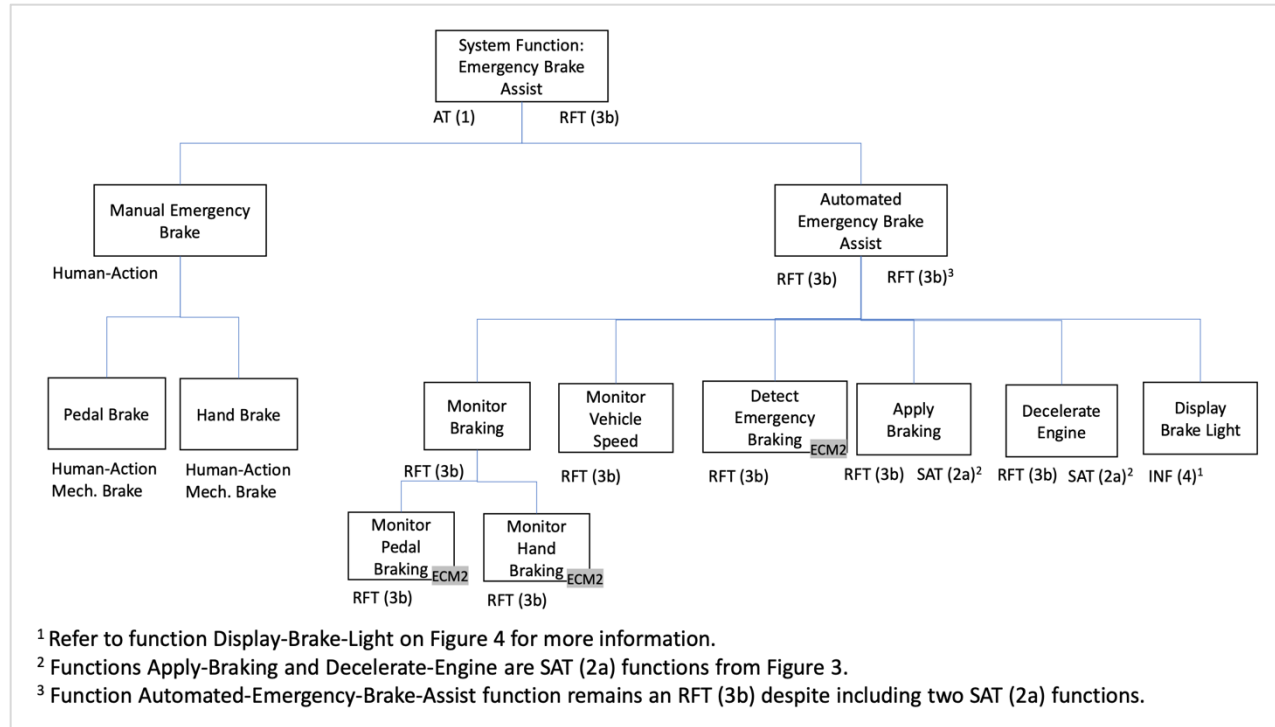 System Function:
Emergency Brake
Assist
AT (1) RFT (3b)
Manual Emergency
Brake
Human-Action
Automated
Emergency Brake
Assist
RFT (3b) RFT (3b)³
Pedal Brake
Human-Action
Mech. Brake
Hand Brake
Human-Action
Mech. Brake
Monitor
Braking
RFT (3b)
Monitor
Vehicle
Speed
RFT (3b)
Detect
Emergency
Braking
ECM2
RFT (3b)
Apply
Braking
RFT (3b) SAT (2a)²
Decelerate
Engine
RFT (3b) SAT (2a)²
Display
Brake Light
INF (4)¹
Monitor
Pedal
Braking
ECM2
RFT (3b)
Monitor
Hand
Braking
ECM2
RFT (3b)
¹ Refer to function Display-Brake-Light on Figure 4 for more information.
² Functions Apply-Braking and Decelerate-Engine are SAT (2a) functions from Figure 3.
³ Function Automated-Emergency-Brake-Assist function remains an RFT (3b) despite including two SAT (2a) functions.